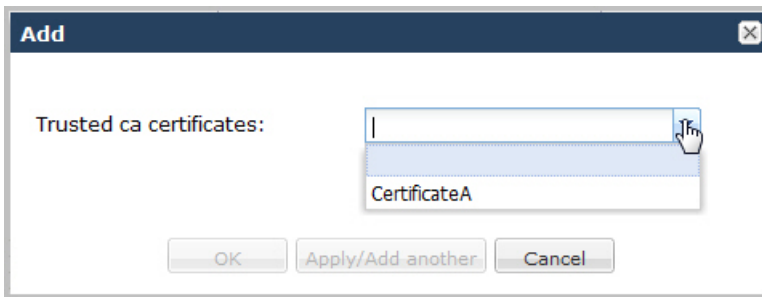 Add
Trusted ca certificates:
CertificateA
OK Apply/Add another Cancel